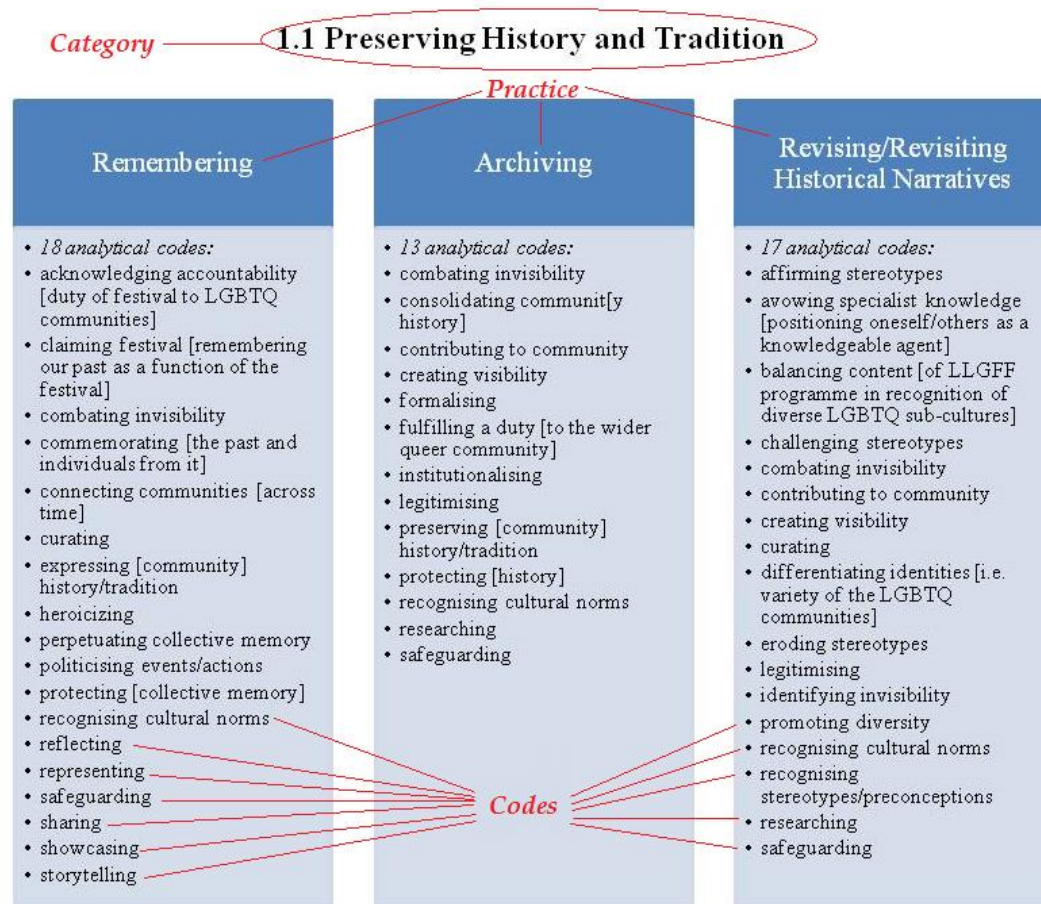 Category
1.1 Preserving History and Tradition
Practice
Remembering
• 18 analytical codes:
• acknowledging accountability
[duty of festival to LGBTQ
communities]
• claiming festival [remembering
our past as a function of the
festival]
• combating invisibility
• commemorating [the past and
individuals from it]
• connecting communities [across
time]
• curating
• expressing [community]
history/tradition
• heroicizing
• perpetuating collective memory
• politicising events/actions
• protecting [collective memory]
• recognising cultural norms
• reflecting
• representing
• safeguarding
• sharing
• showcasing
• storytelling
Archiving
• 13 analytical codes:
• combating invisibility
• consolidating communit[y
history]
• contributing to community
• creating visibility
• formalising
• fulfilling a duty [to the wider
queer community]
• institutionalising
• legitimising
• preserving [community]
history/tradition
• protecting [history]
• recognising cultural norms
• researching
• safeguarding
Codes
Revising/Revisiting
Historical Narratives
• 17 analytical codes:
• affirming stereotypes
• avowing specialist knowledge
[positioning oneself/others as a
knowledgeable agent]
• balancing content [of LLGFF
programme in recognition of
diverse LGBTQ sub-cultures]
• challenging stereotypes
• combating invisibility
• contributing to community
• creating visibility
• curating
• differentiating identities [i.e.
variety of the LGBTQ
communities]
• eroding stereotypes
• legitimising
• identifying invisibility
• promoting diversity
• recognising cultural norms
• recognising
stereotypes/preconceptions
• researching
• safeguarding